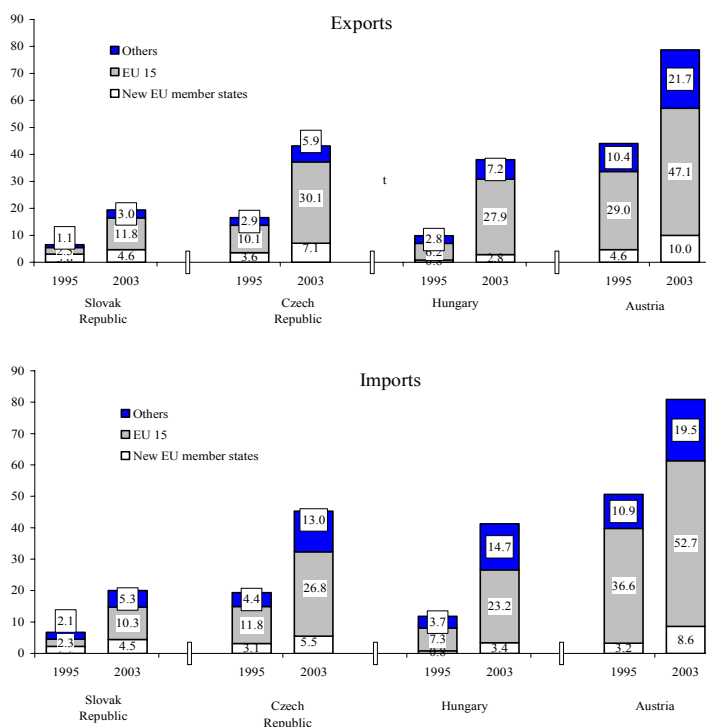 Exports
90
80
70
60
50
40
30
20
10
0
Others
EU 15
New EU member states
t
1.1
3.0
11.8
4.6
2.9
10.1
3.6
5.9
30.1
7.1
2.8
6.2
7.2
27.9
2.8
10.4
29.0
4.6
21.7
47.1
10.0
1995 2003 1995 2003 1995 2003 1995 2003
Slovak
Republic
Czech
Republic
Hungary
Austria
Imports
90
80
70
60
50
40
30
20
10
0
Others
EU 15
New EU member states
2.1
2.3
5.3
10.3
4.5
4.4
11.8
3.1
13.0
26.8
5.5
3.7
7.3
0.8
14.7
23.2
3.4
10.9
36.6
3.2
19.5
52.7
8.6
1995 2003 1995 2003 1995 2003 1995 2003
Slovak
Republic
Czech
Republic
Hungary
Austria